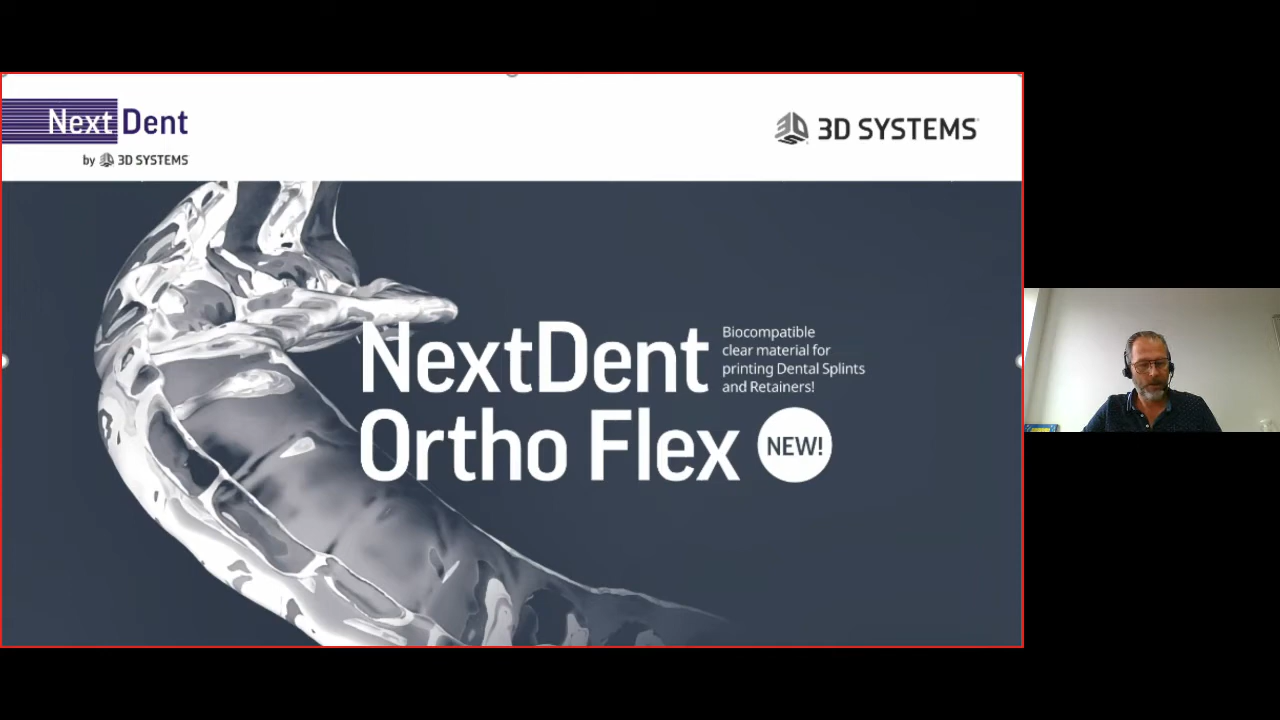 NextDent
by 3D SYSTEMS
3D SYSTEMS
NextDent
Ortho Flex
Biocompatible
clear material for
printing Dental Splints
and Retainers!
NEW!